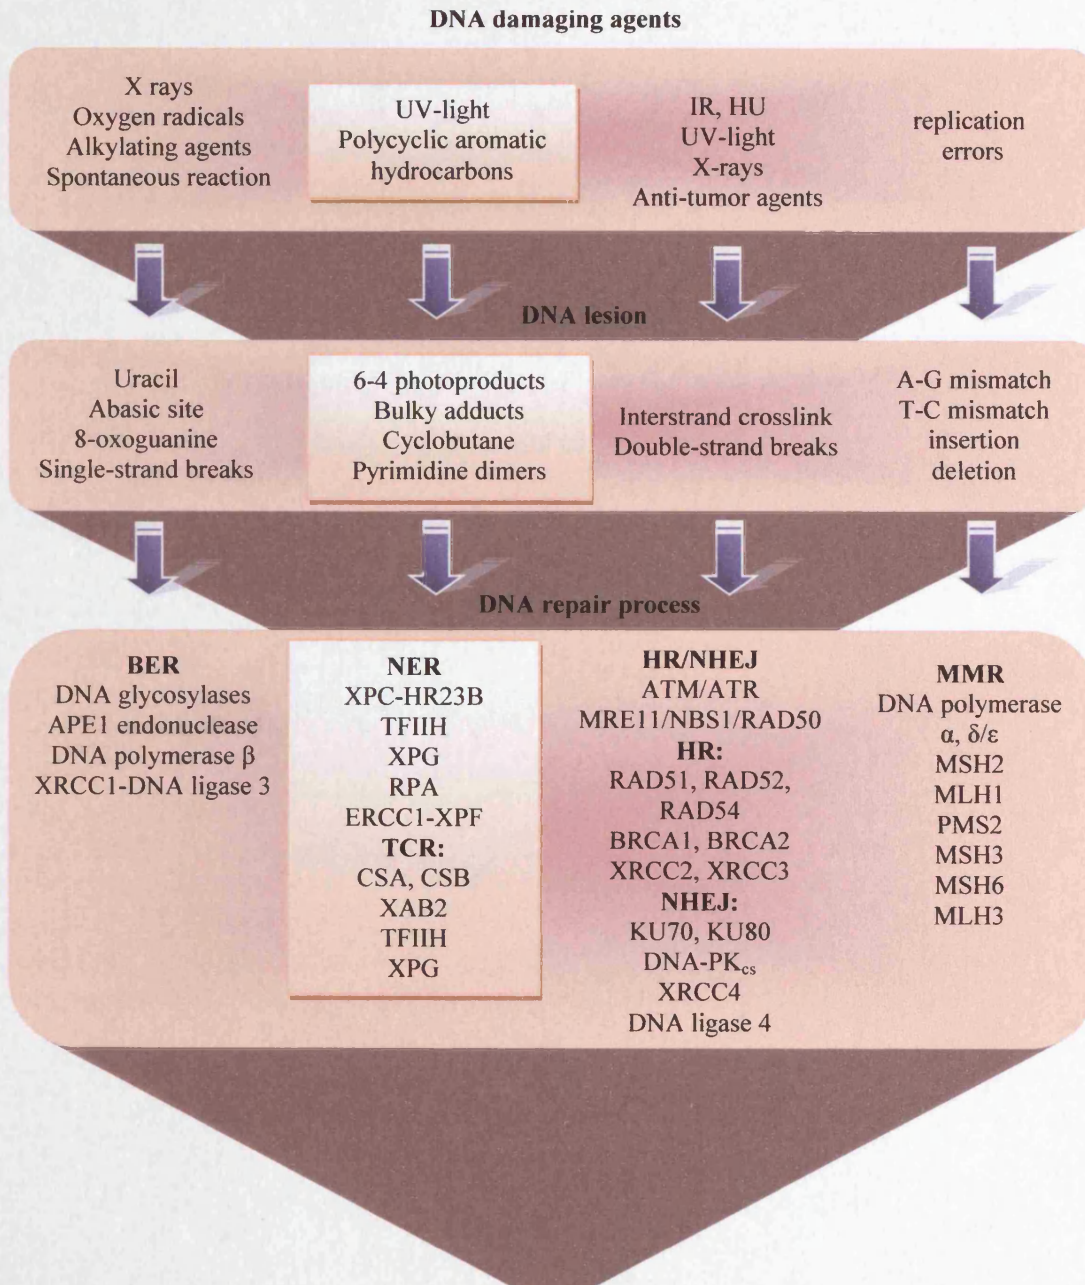 DNA damaging agents
X rays
Oxygen radicals
Alkylating agents
Spontaneous reaction
UV-light
Polycyclic aromatic
hydrocarbons
IR, HU
UV-light
X-rays
Anti-tumor agents
replication
errors
DNA lesion
Uracil
Abasic site
8-oxoguanine
Single-strand breaks
6-4 photoproducts
Bulky adducts
Cyclobutane
Pyrimidine dimers
Interstrand crosslink
Double-strand breaks
A-G mismatch
T-C mismatch
insertion
deletion
DNA repair process
BER
DNA glycosylases
APE1 endonuclease
DNA polymerase β
XRCC1-DNA ligase 3
NER
XPC-HR23B
TFIIH
XPG
RPA
ERCC1-XPF
TCR:
CSA, CSB
XAB2
TFIIH
XPG
HR/NHEJ
ATM/ATR
MRE11/NBS1/RAD50
HR:
RAD51, RAD52,
RAD54
BRCA1, BRCA2
XRCC2, XRCC3
NHEJ:
KU70, KU80
DNA-PKcs
XRCC4
DNA ligase 4
MMR
DNA polymerase
α, δ/ε
MSH2
MLH1
PMS2
MSH3
MSH6
MLH3